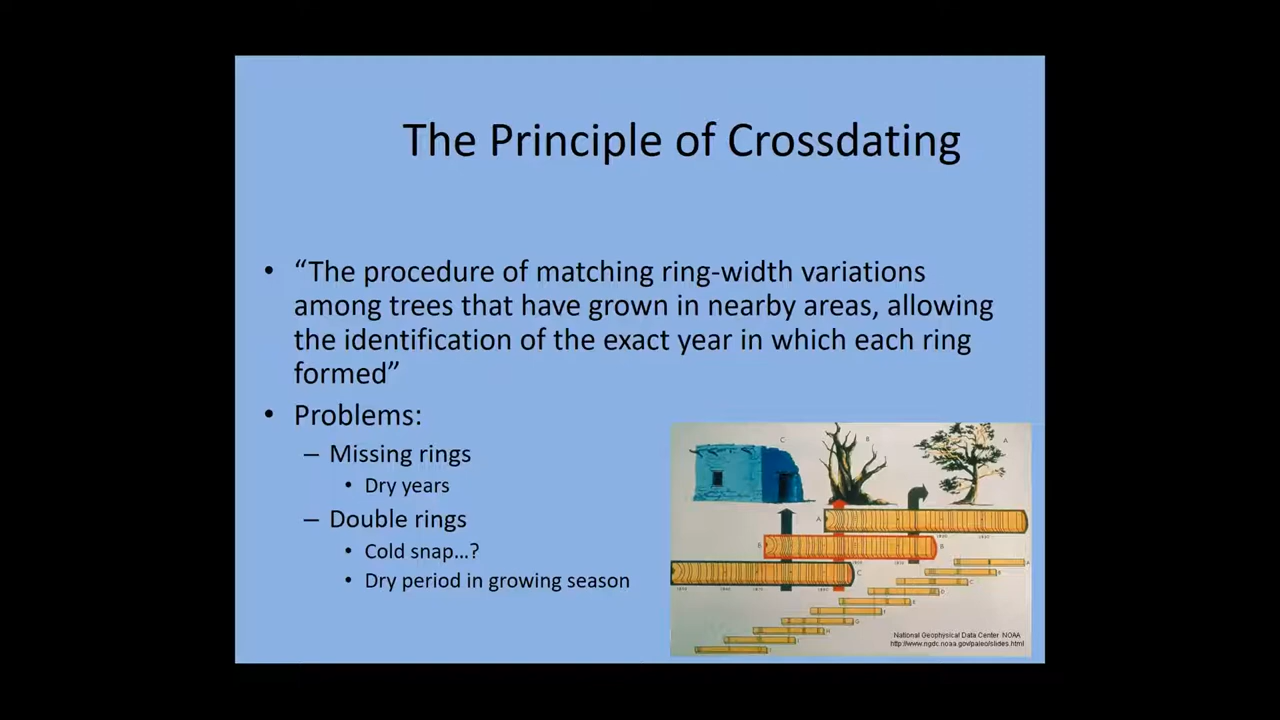 The Principle of Crossdating
• “The procedure of matching ring-width variations
among trees that have grown in nearby areas, allowing
the identification of the exact year in which each ring
formed”
• Problems:
– Missing rings
• Dry years
– Double rings
• Cold snap…?
• Dry period in growing season
C
B
A
A
B
C
A
B
C
D
E
F
G
H
National Geophysical Data Center NOAA
http://www.ngdc.noaa.gov/paleo/slides.html